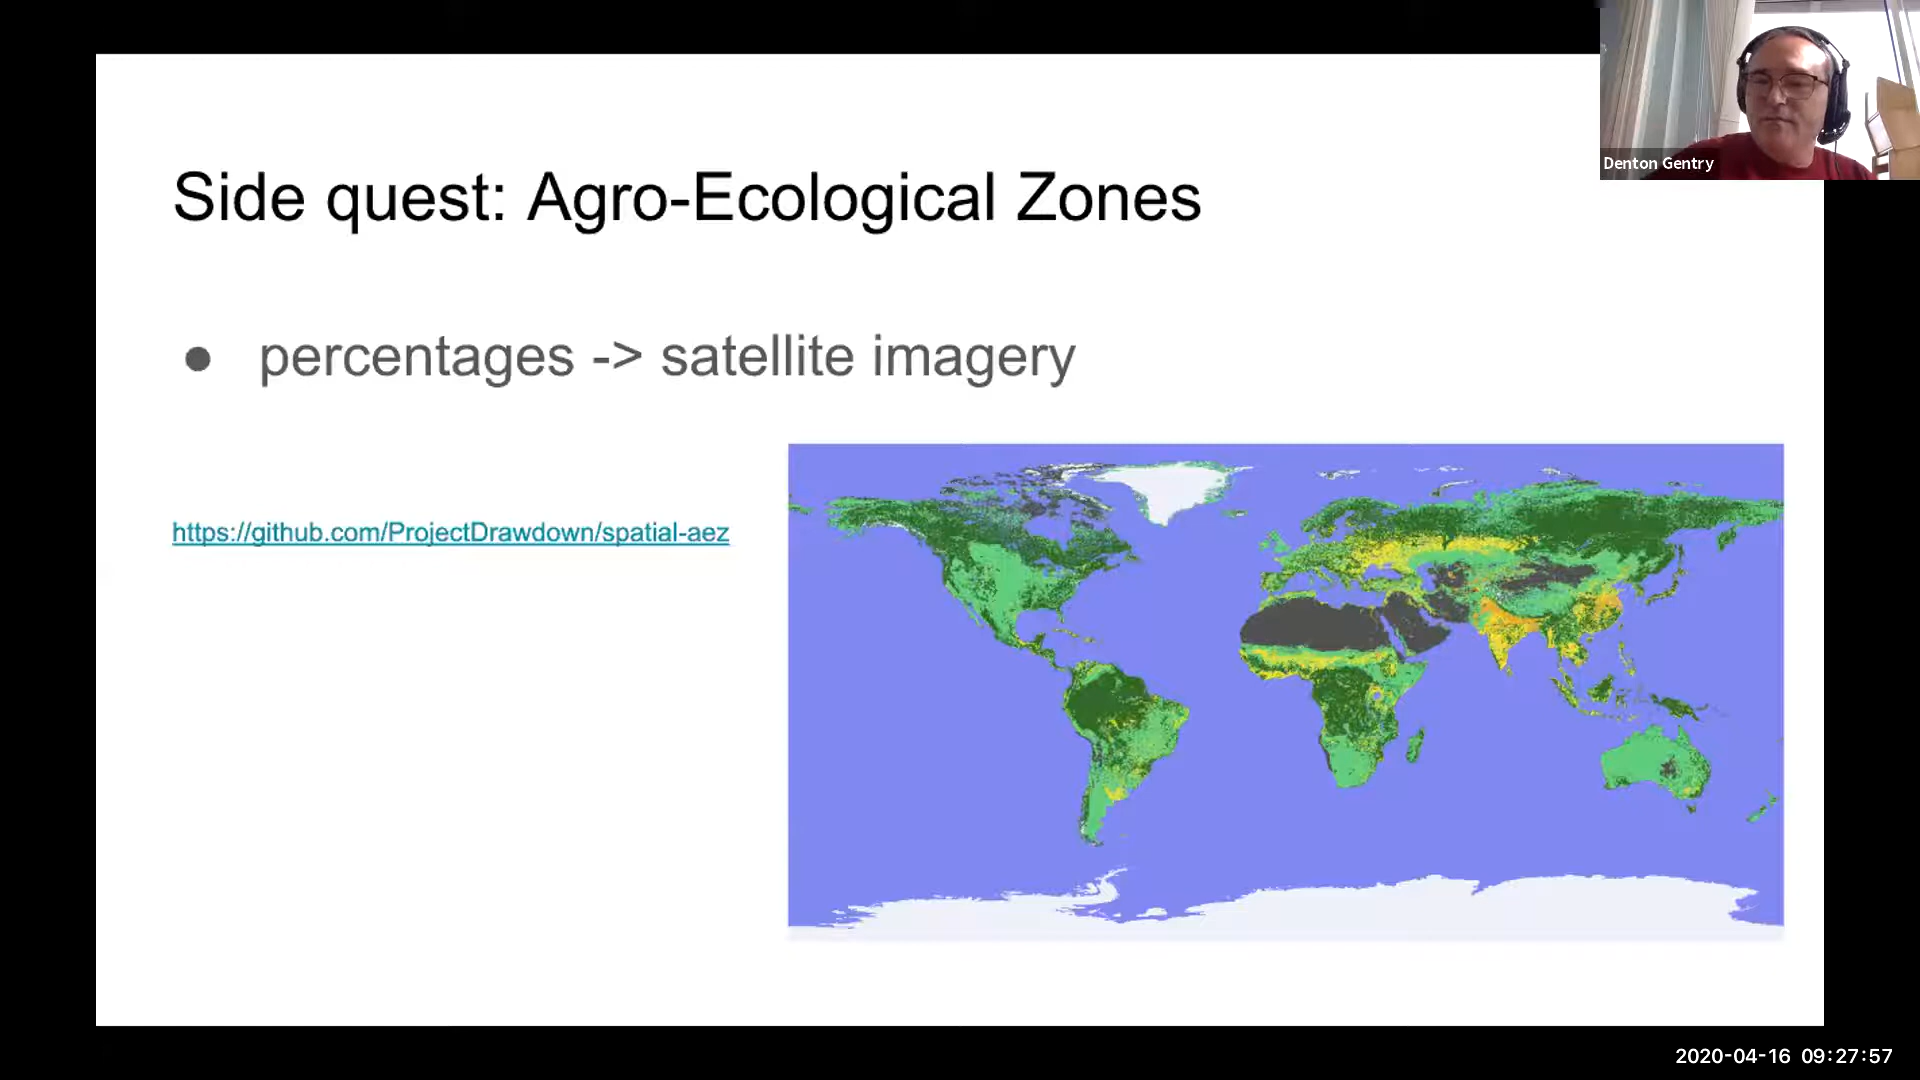 Denton Gentry
Side quest: Agro-Ecological Zones
● percentages -> satellite imagery
https://github.com/ProjectDrawdown/spatial-aez
2020-04-16 09:27:57